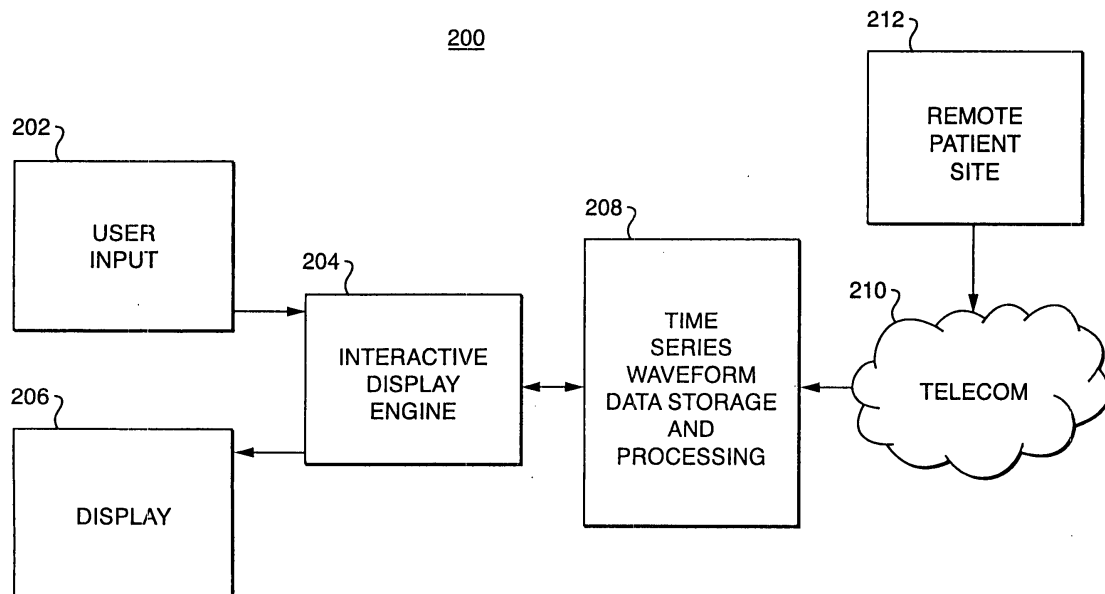 200
212
REMOTE
PATIENT
SITE
202
USER
INPUT
208
TIME
SERIES
WAVEFORM
DATA STORAGE
AND
PROCESSING
204
INTERACTIVE
DISPLAY
ENGINE
210
TELECOM
206
DISPLAY